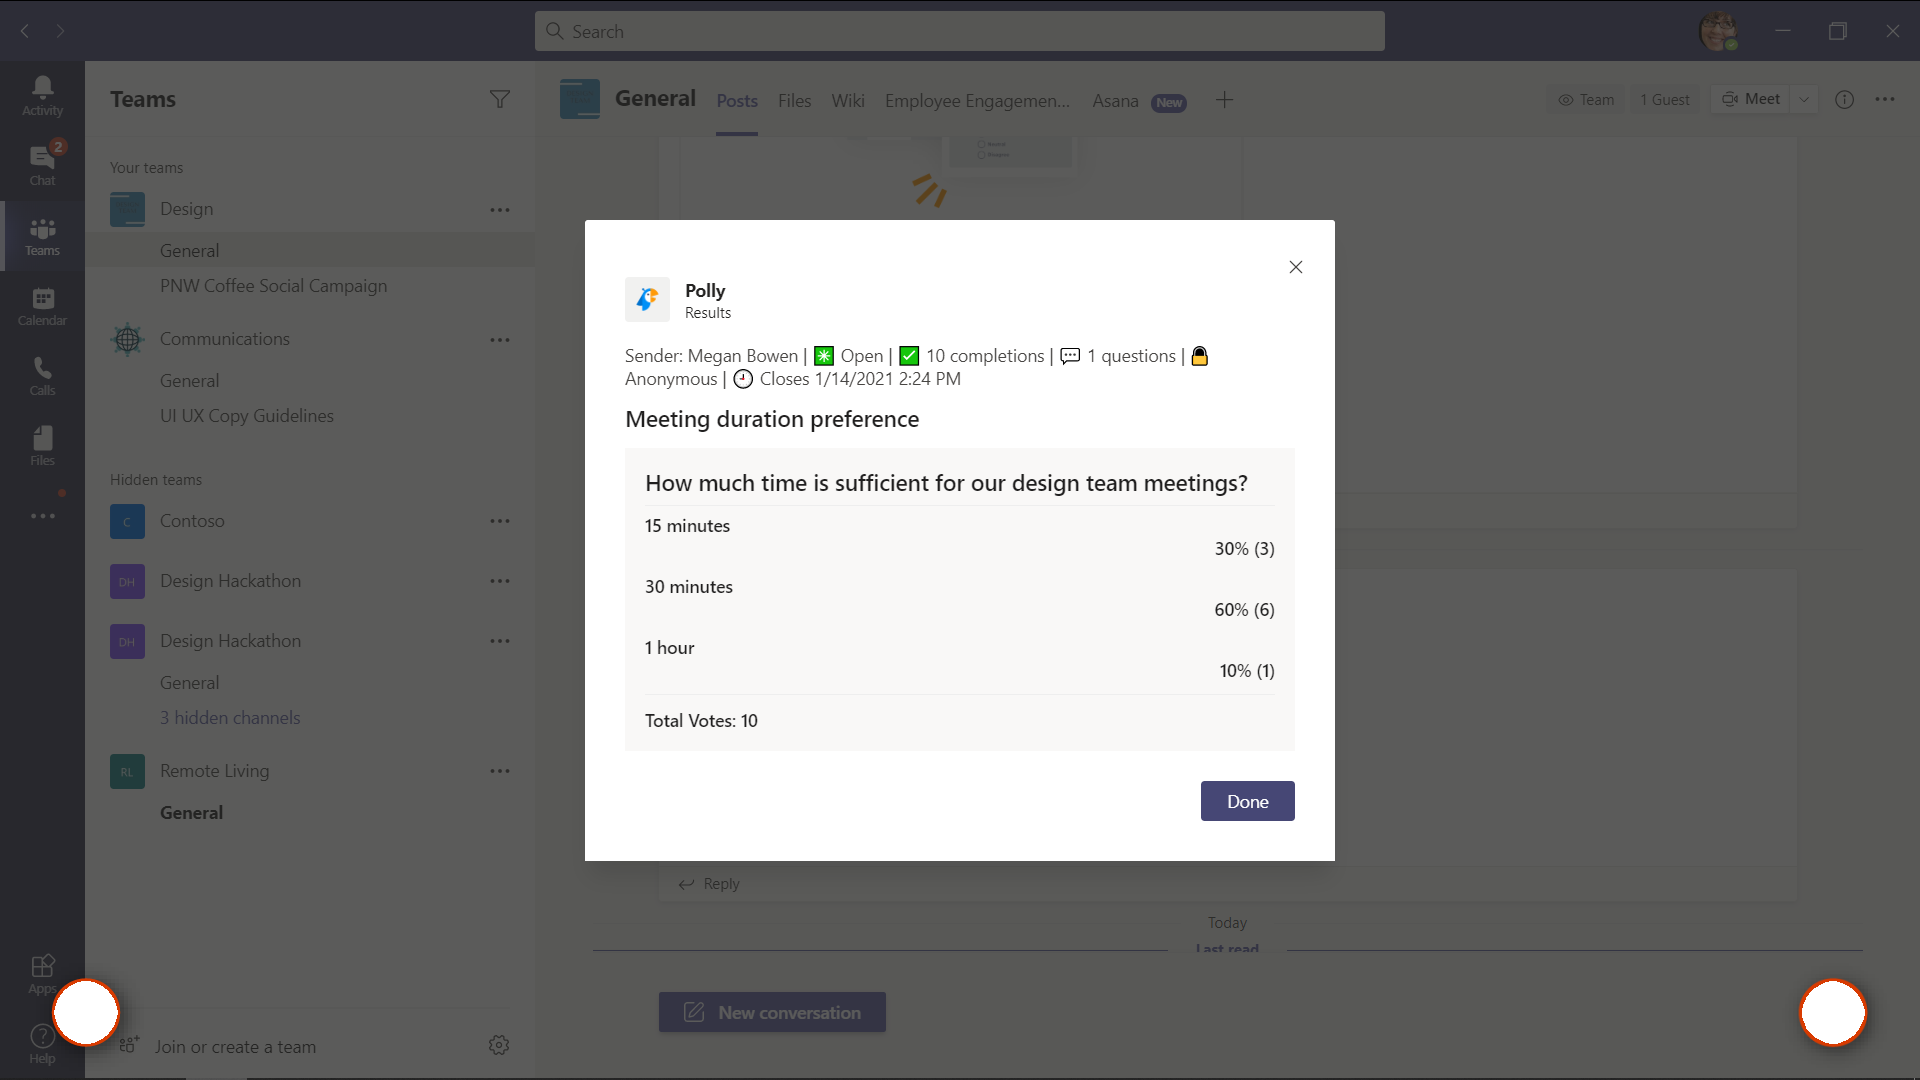 Search
Activity
Chat
2
Teams
Calendar
Calls
Files
Apps
Help
Teams
Your teams
Design
General
PNW Coffee Social Campaign
Communications
General
UI UX Copy Guidelines
Hidden teams
C
Contoso
DH
Design Hackathon
DH
Design Hackathon
General
3 hidden channels
RL
Remote Living
General
Join or create a team
General
Posts
Files
Wiki
Employee Engagemen...
Asana
New
Team
1 Guest
Meet
Polly
Results
Sender: Megan Bowen | ✳ Open | ✅ 10 completions | 💬 1 questions | 🔒
Anonymous | 🕘 Closes 1/14/2021 2:24 PM
Meeting duration preference
How much time is sufficient for our design team meetings?
15 minutes
30% (3)
30 minutes
60% (6)
1 hour
10% (1)
Total Votes: 10
Done
Reply
Today
Last read
New conversation